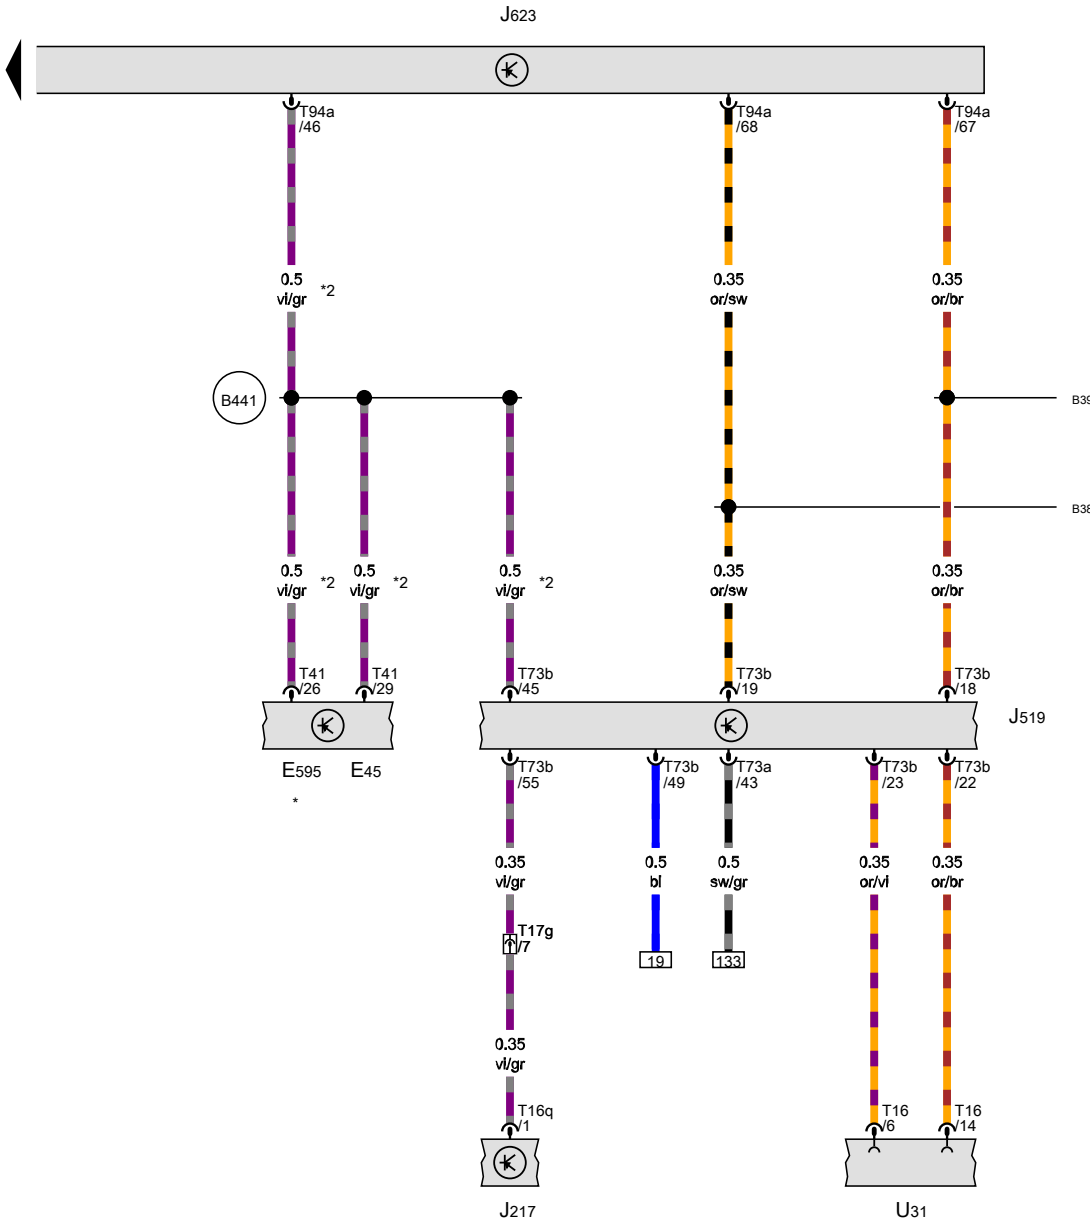 J623
T94a
/46
T94a
/68
T94a
/67
0.5
vi/gr
*2
0.35
or/sw
0.35
or/br
B441
B39
B38
0.5
vi/gr
*2
0.5
vi/gr
*2
0.5
vi/gr
*2
0.35
or/sw
0.35
or/br
T41
/26
T41
/29
T73b
/45
T73b
/19
T73b
/18
J519
E595
*
E45
T73b
/55
T73b
/49
T73a
/43
T73b
/23
T73b
/22
0.35
vi/gr
0.5
bl
0.5
sw/gr
0.35
or/vi
0.35
or/br
T17g
/7
19
133
0.35
vi/gr
T16q
/1
T16
/6
T16
/14
J217
U31